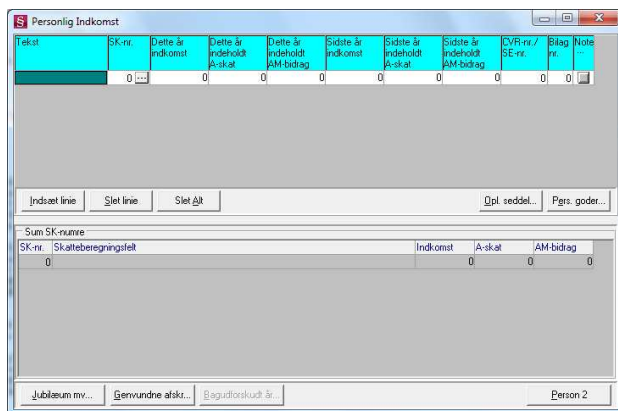 Personlig Indkomst
Tekst SK-nr. Dette år indkomst Dette år indeholdt A-skat Dette år indeholdt AM-bidrag Sidste år indkomst Sidste år indeholdt A-skat Sidste år indeholdt AM-bidrag CVR-nr./ SE-nr. Bilag nr. Note ...
0 ... 0 0 0 0 0 0 0 0
Indsæt linie Slet linie Slet Alt Opl. seddel... Pers. goder...
Sum SK-numre
SK-nr. Skatteberegningsfelt Indkomst A-skat AM-bidrag
0 0 0 0
Jubilæum mv... Genvundne afskr... Bagudforskudt år... Person 2